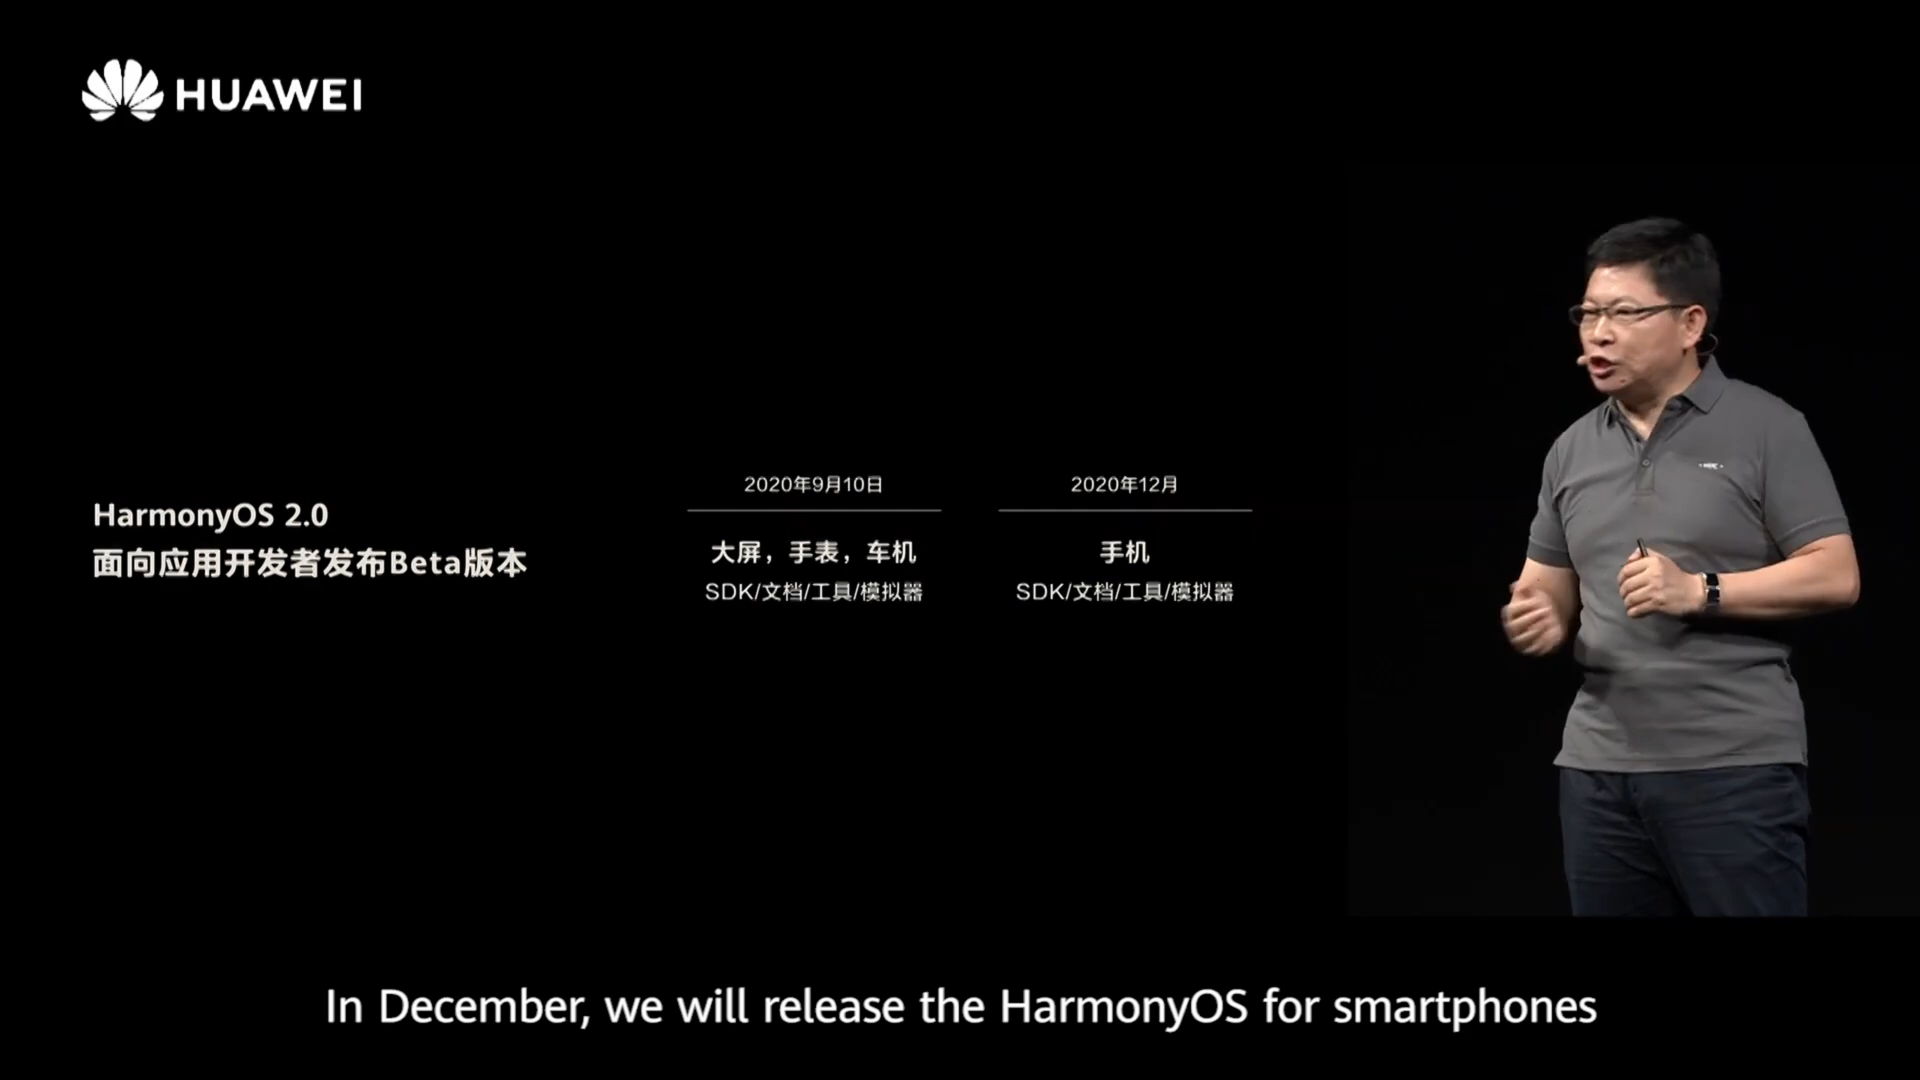 HUAWEI
HarmonyOS 2.0
面向应用开发者发布Beta版本
2020年9月10日
大屏，手表，车机
SDK/文档/工具/模拟器
2020年12月
手机
SDK/文档/工具/模拟器
In December, we will release the HarmonyOS for smartphones